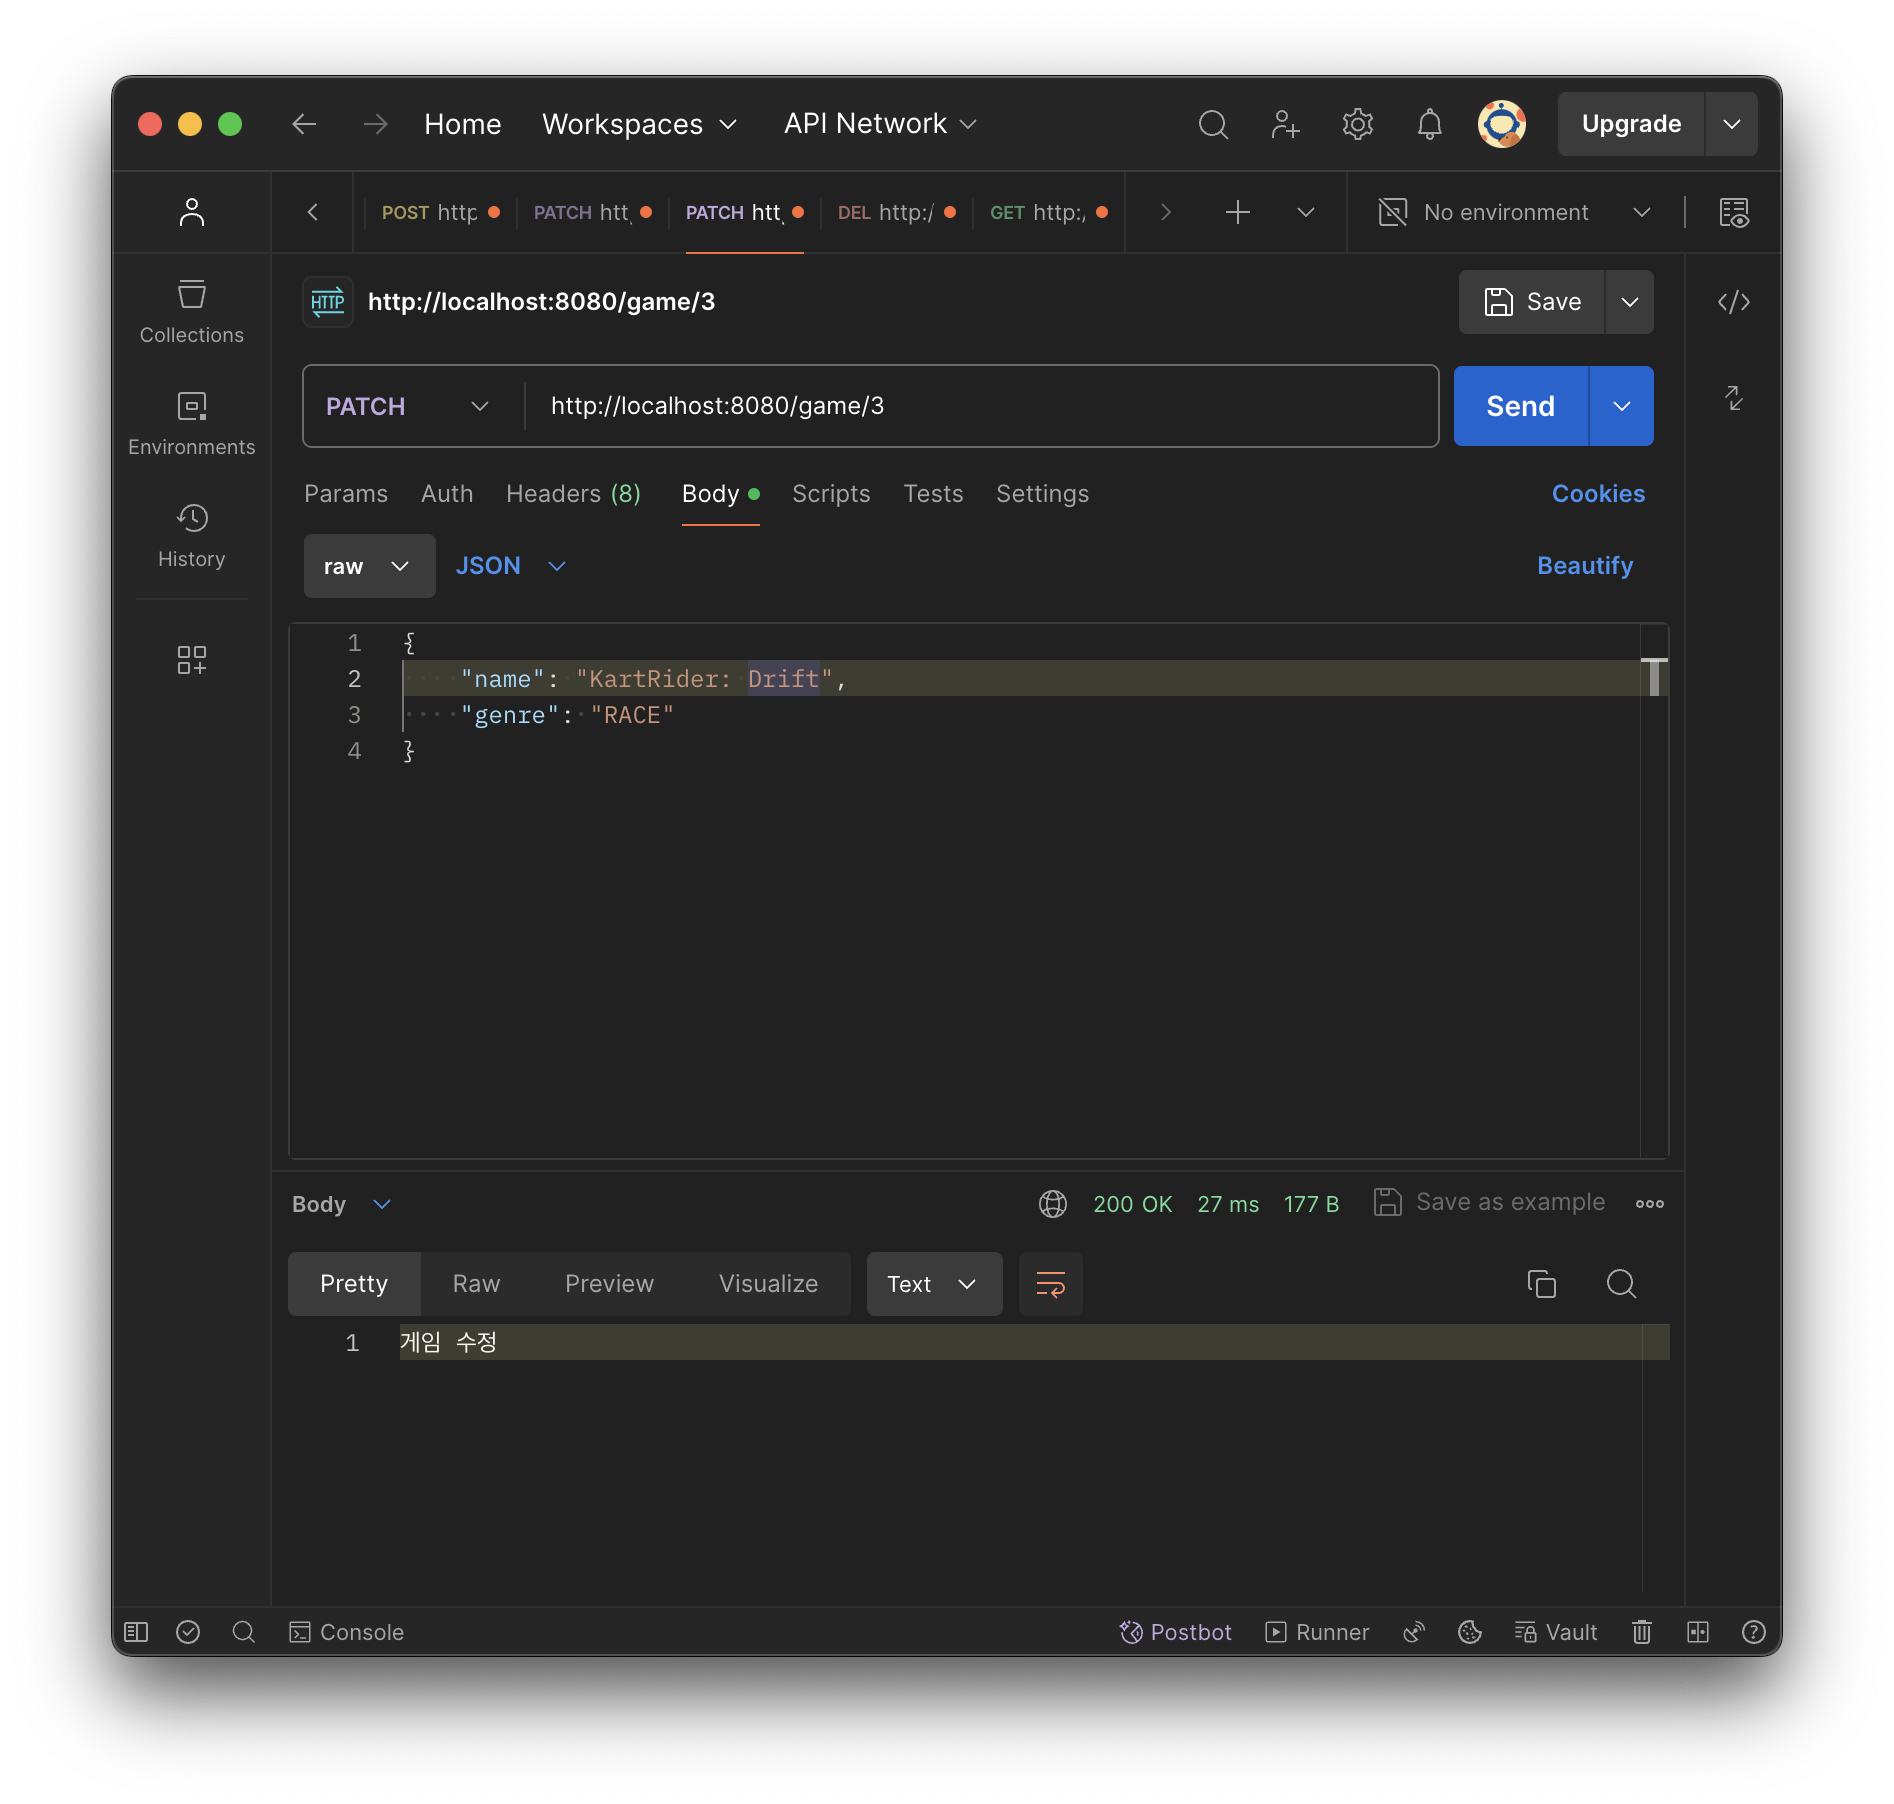 Home Workspaces API Network Upgrade
POST http PATCH htt PATCH htt DEL http:/ GET http:/ No environment
HTTP http://localhost:8080/game/3 Save
Collections
PATCH http://localhost:8080/game/3 Send
Environments
Params Auth Headers (8) Body Scripts Tests Settings Cookies
History
raw JSON Beautify
1 {
2 "name": "KartRider: Drift",
3 "genre": "RACE"
4 }
Body 200 OK 27 ms 177 B Save as example
Pretty Raw Preview Visualize Text
1 게임 수정
Console Postbot Runner Vault